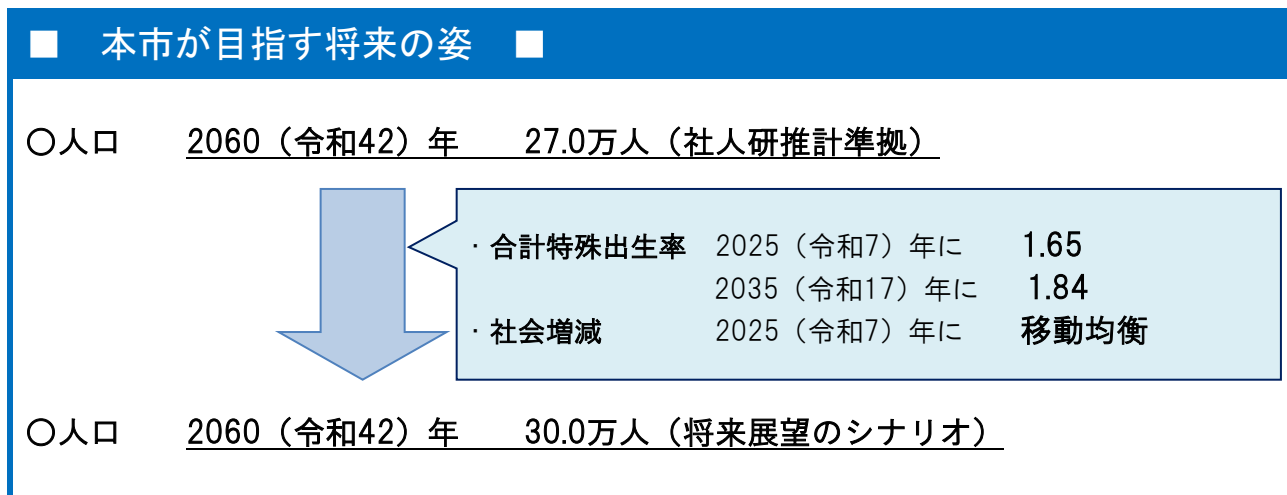 ■ 本市が目指す将来の姿 ■
○人口 2060（令和42）年 27.0万人（社人研推計準拠）
・合計特殊出生率 2025（令和7）年に 1.65
2035（令和17）年に 1.84
・社会増減 2025（令和7）年に 移動均衡
○人口 2060（令和42）年 30.0万人（将来展望のシナリオ）